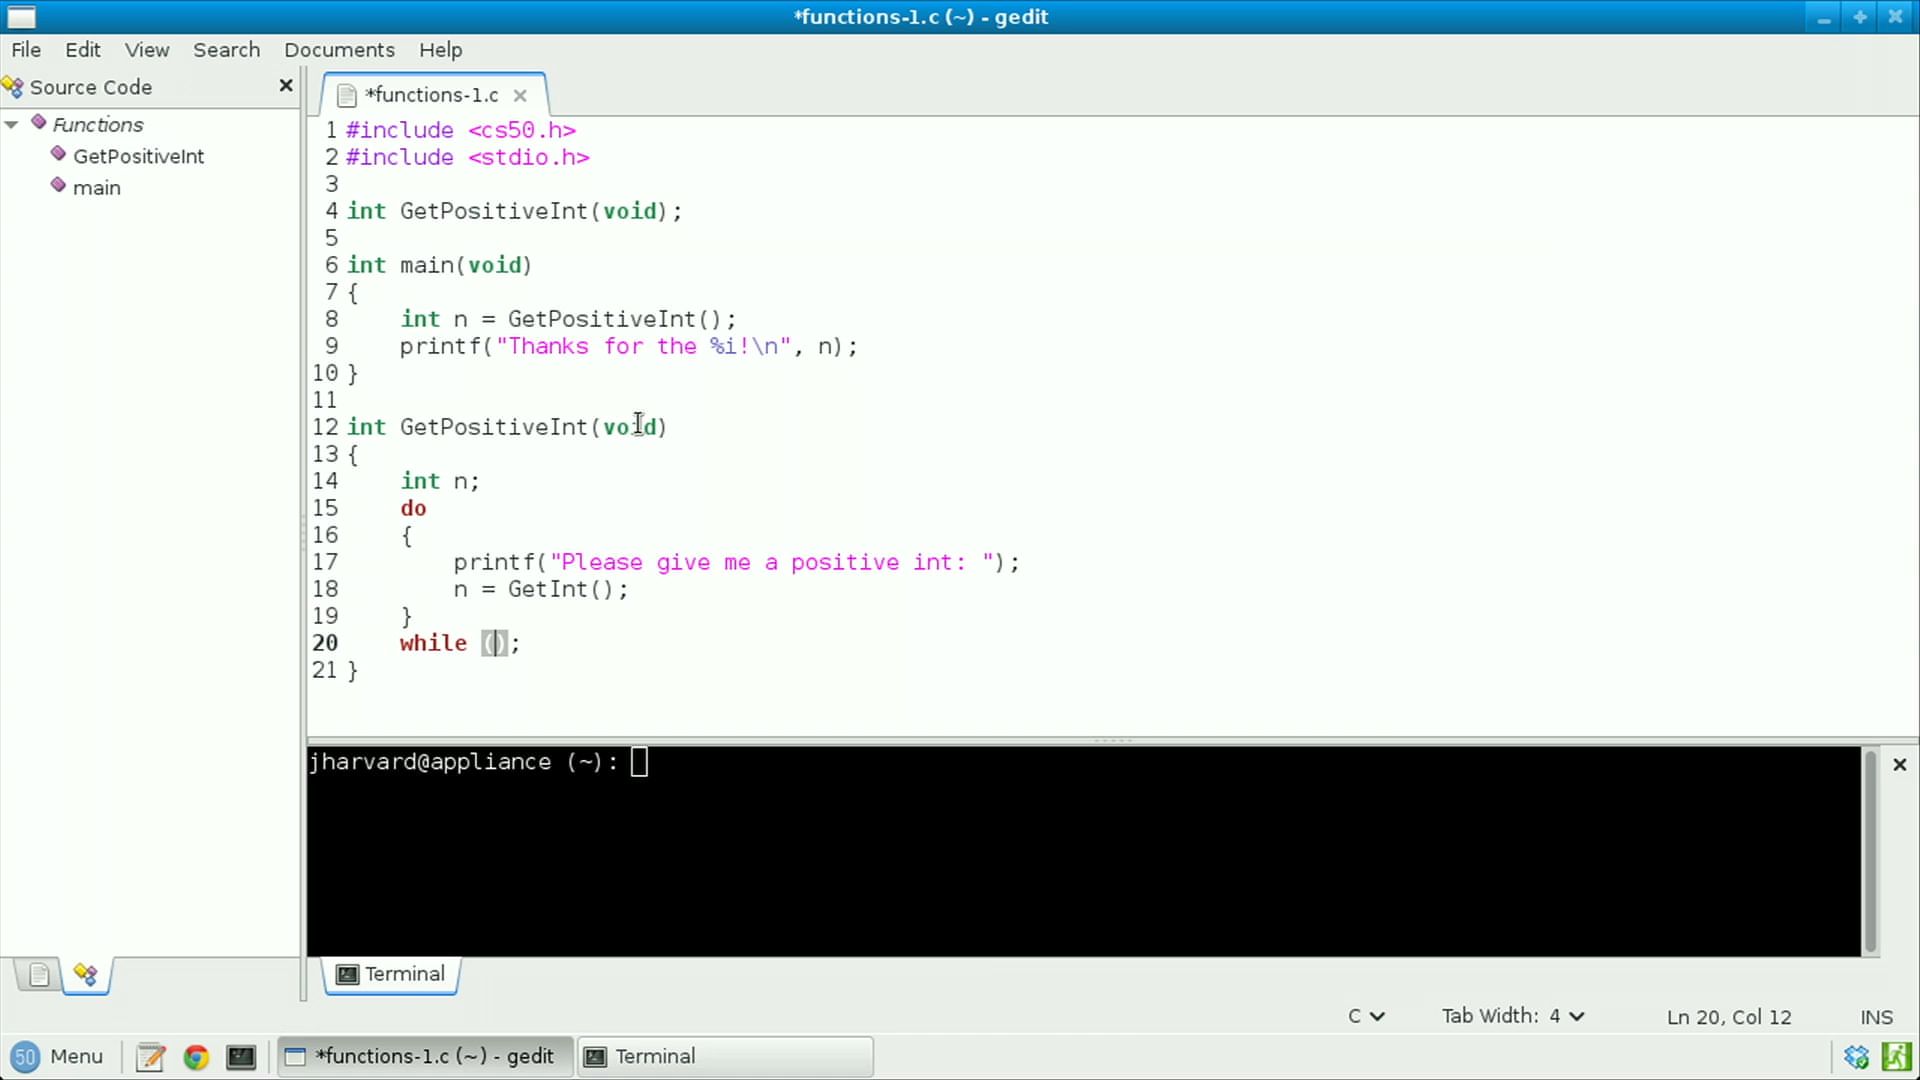 *functions-1.c (~) - gedit
File Edit View Search Documents Help
Source Code
*functions-1.c
Functions
GetPositiveInt
main
1 #include <cs50.h>
2 #include <stdio.h>
3
4 int GetPositiveInt(void);
5
6 int main(void)
7 {
8     int n = GetPositiveInt();
9     printf("Thanks for the %i!\n", n);
10 }
11
12 int GetPositiveInt(void)
13 {
14     int n;
15     do
16     {
17         printf("Please give me a positive int: ");
18         n = GetInt();
19     }
20     while ();
21 }
jharvard@appliance (~):
Terminal
C Tab Width: 4 Ln 20, Col 12 INS
50 Menu *functions-1.c (~) - gedit Terminal